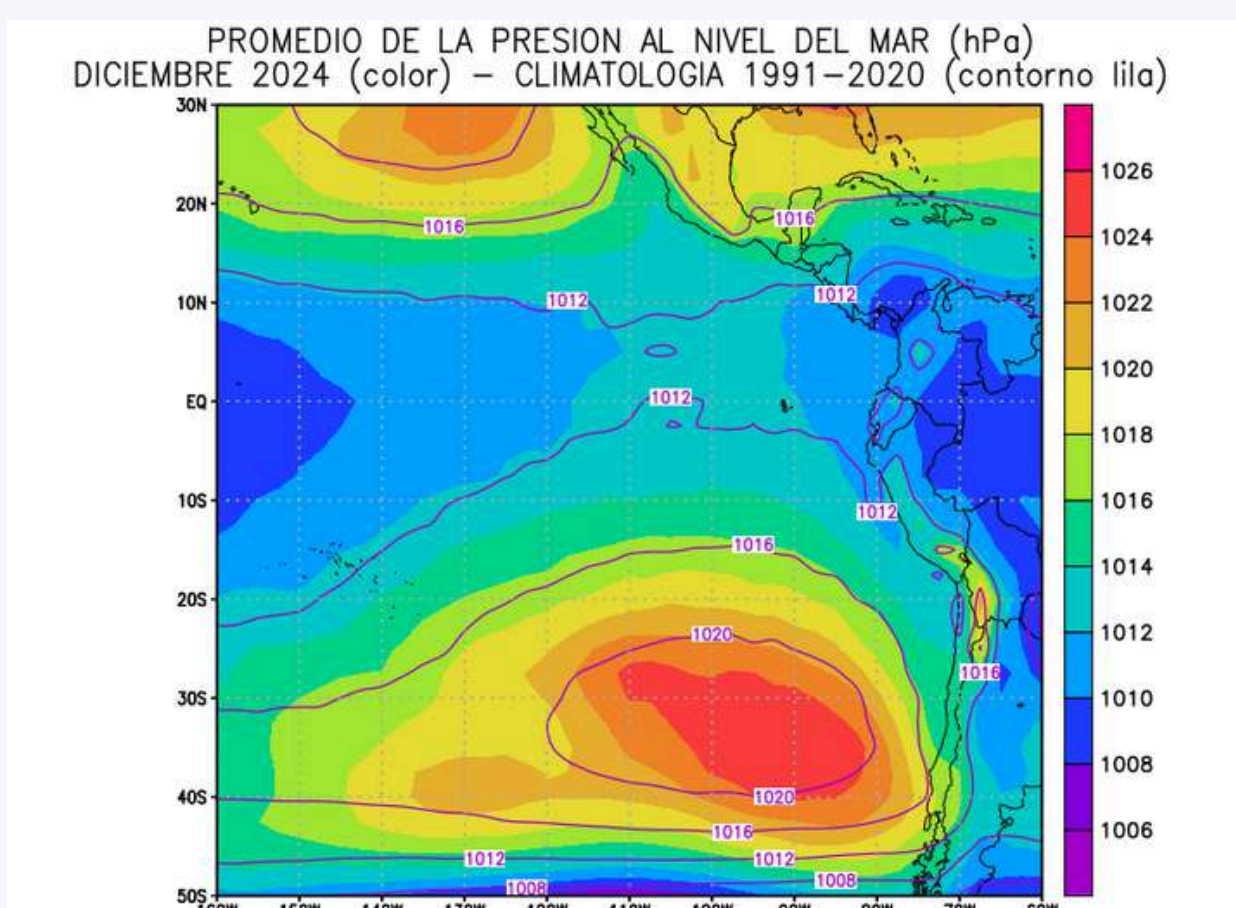 PROMEDIO DE LA PRESION AL NIVEL DEL MAR (hPa)
DICIEMBRE 2024 (color) – CLIMATOLOGIA 1991–2020 (contorno lila)
30N
1026
20N
1016
1016
1024
10N
1012
1012
1022
1020
EQ
1012
1018
10S
1012
1016
1016
1014
20S
1020
1012
1016
30S
1010
1008
40S
1020
1016
1006
1012
1012
1008
1008
50S